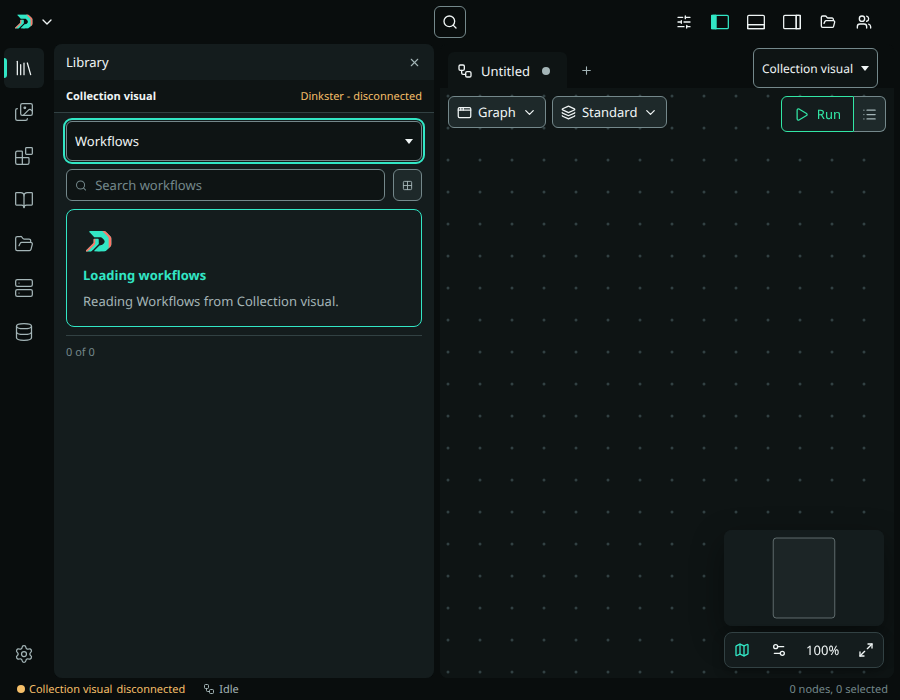 Library
Collection visual
Dinkster - disconnected
Workflows
Search workflows
Loading workflows
Reading Workflows from Collection visual.
0 of 0
Untitled
Collection visual
Graph
Standard
Run
100%
Collection visual disconnected
Idle
0 nodes, 0 selected